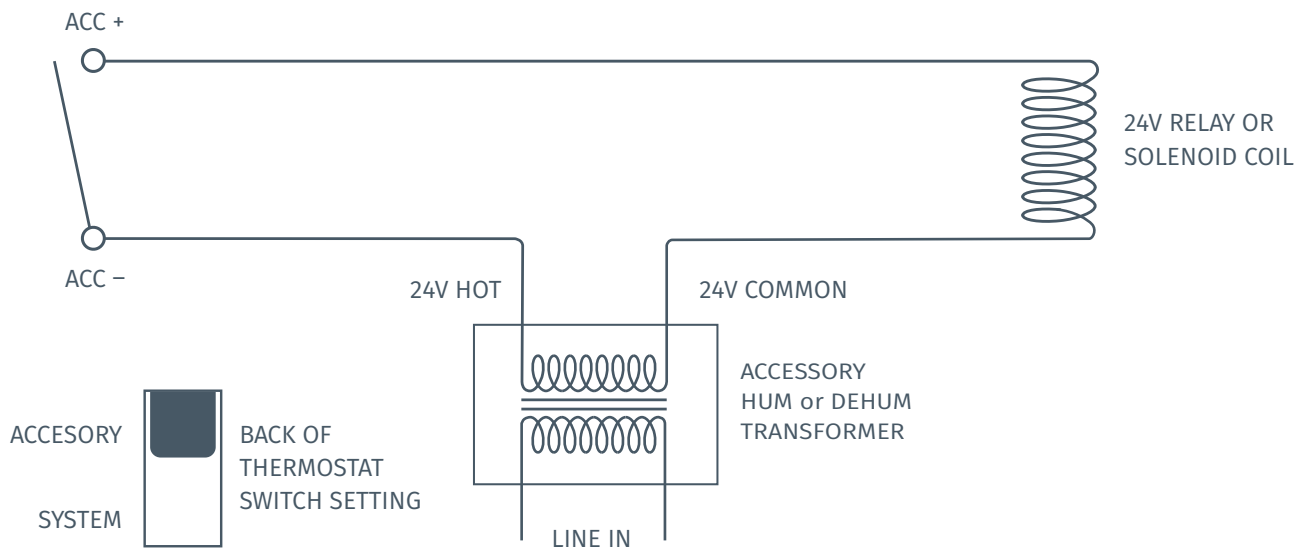 ACC +
24V RELAY OR
SOLENOID COIL
ACC –
24V HOT
24V COMMON
ACCESSORY
HUM or DEHUM
TRANSFORMER
ACCESORY
SYSTEM
BACK OF
THERMOSTAT
SWITCH SETTING
LINE IN